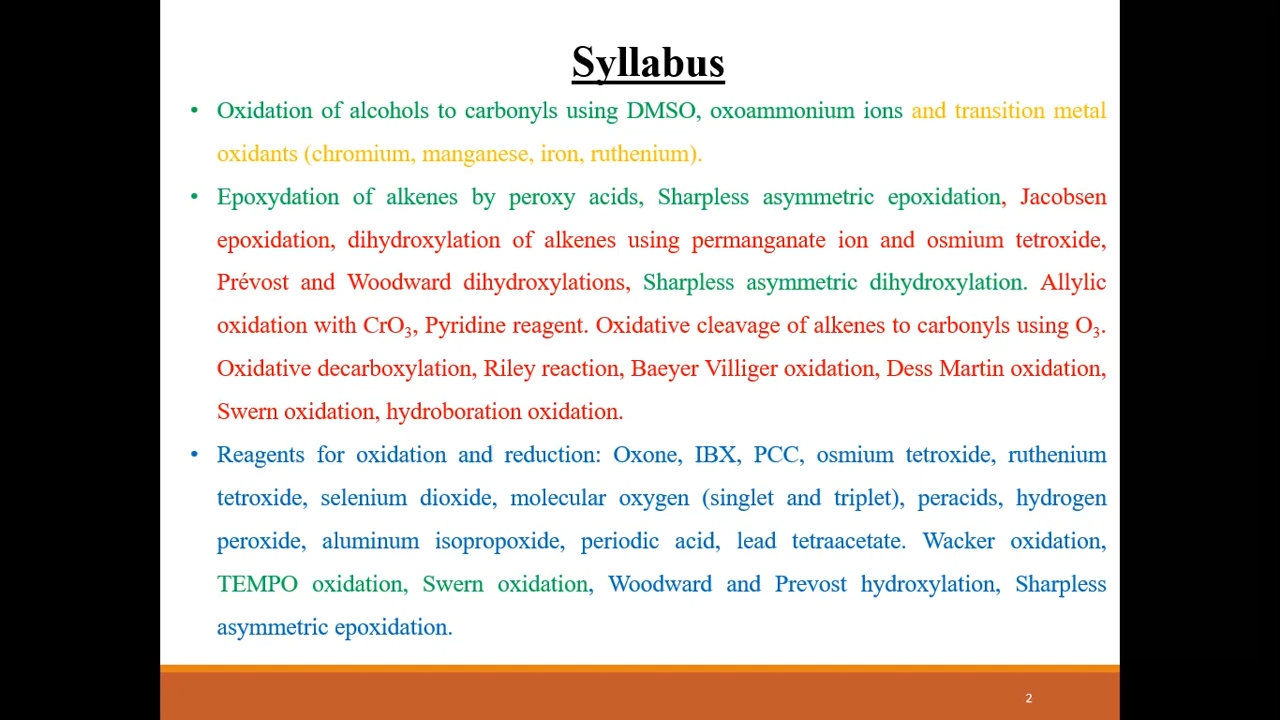 Syllabus
• Oxidation of alcohols to carbonyls using DMSO, oxoammonium ions and transition metal
oxidants (chromium, manganese, iron, ruthenium).
• Epoxydation of alkenes by peroxy acids, Sharpless asymmetric epoxidation, Jacobsen
epoxidation, dihydroxylation of alkenes using permanganate ion and osmium tetroxide,
Prévost and Woodward dihydroxylations, Sharpless asymmetric dihydroxylation. Allylic
oxidation with CrO₃, Pyridine reagent. Oxidative cleavage of alkenes to carbonyls using O₃.
Oxidative decarboxylation, Riley reaction, Baeyer Villiger oxidation, Dess Martin oxidation,
Swern oxidation, hydroboration oxidation.
• Reagents for oxidation and reduction: Oxone, IBX, PCC, osmium tetroxide, ruthenium
tetroxide, selenium dioxide, molecular oxygen (singlet and triplet), peracids, hydrogen
peroxide, aluminum isopropoxide, periodic acid, lead tetraacetate. Wacker oxidation,
TEMPO oxidation, Swern oxidation, Woodward and Prevost hydroxylation, Sharpless
asymmetric epoxidation.
2